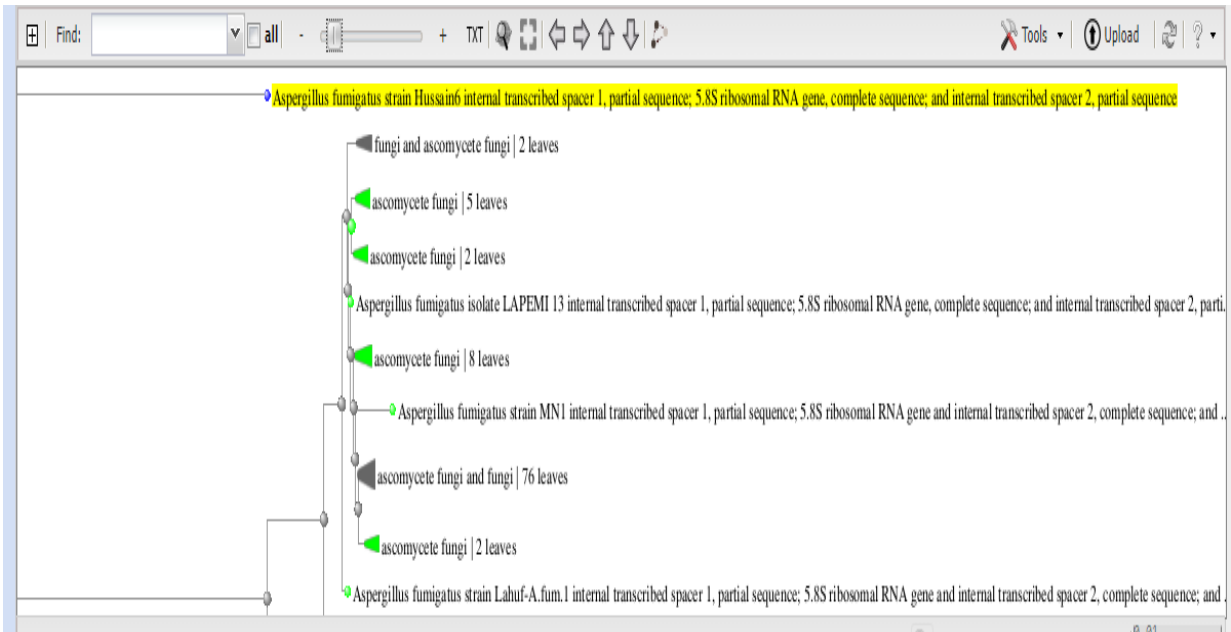 Find: all - + TXT Tools Upload ?
Aspergillus fumigatus strain Hussain6 internal transcribed spacer 1, partial sequence; 5.8S ribosomal RNA gene, complete sequence; and internal transcribed spacer 2, partial sequence
fungi and ascomycete fungi | 2 leaves
ascomycete fungi | 5 leaves
ascomycete fungi | 2 leaves
Aspergillus fumigatus isolate LAPEMI 13 internal transcribed spacer 1, partial sequence; 5.8S ribosomal RNA gene, complete sequence; and internal transcribed spacer 2, parti...
ascomycete fungi | 8 leaves
Aspergillus fumigatus strain MN1 internal transcribed spacer 1, partial sequence; 5.8S ribosomal RNA gene and internal transcribed spacer 2, complete sequence; and ...
ascomycete fungi and fungi | 76 leaves
ascomycete fungi | 2 leaves
Aspergillus fumigatus strain Lahuf-A.fum.1 internal transcribed spacer 1, partial sequence; 5.8S ribosomal RNA gene and internal transcribed spacer 2, complete sequence; and ...